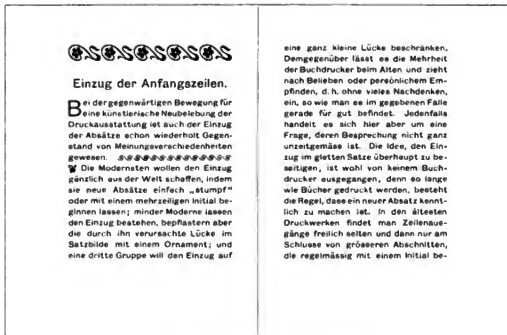 Einzug der Anfangszeilen.
Bei der gegenwärtigen Bewegung für
eine künstlerische Neubelebung der
Druckausstattung ist auch der Einzug
der Absätze schon wiederholt Gegen-
stand von Meinungsverschiedenheiten
gewesen.
Die Modernsten wollen den Einzug
gänzlich aus der Welt schaffen, indem
sie neue Absätze einfach „stumpf“
oder mit einem mehrzeiligen Initial be-
ginnen lassen; minder Moderne lassen
den Einzug bestehen, bepflastern aber
die durch ihn verursachte Lücke im
Satzbilde mit einem Ornament; und
eine dritte Gruppe will den Einzug auf
eine ganz kleine Lücke beschränken.
Demgegenüber lässt es die Mehrheit
der Buchdrucker beim Alten und zieht
nach Belieben oder persönlichem Em-
pfinden, d. h. ohne vieles Nachdenken,
ein, so wie man es im gegebenen Falle
gerade für gut befindet. Jedenfalls
handelt es sich hier aber um eine
Frage, deren Besprechung nicht ganz
unzeitgemäss ist. Die Idee, den Ein-
zug im gletten Satze überhaupt zu be-
seitigen, ist wohl von keinem Buch-
drucker ausgegangen, denn so lange
wie Bücher gedruckt werden, besteht
die Regel, dass ein neuer Absatz kennt-
lich zu machen ist. In den ältesten
Druckwerken findet man Zeilenaus-
gänge freilich selten und dann nur am
Schlusse von grösseren Abschnitten,
die regelmässig mit einem Initial be-